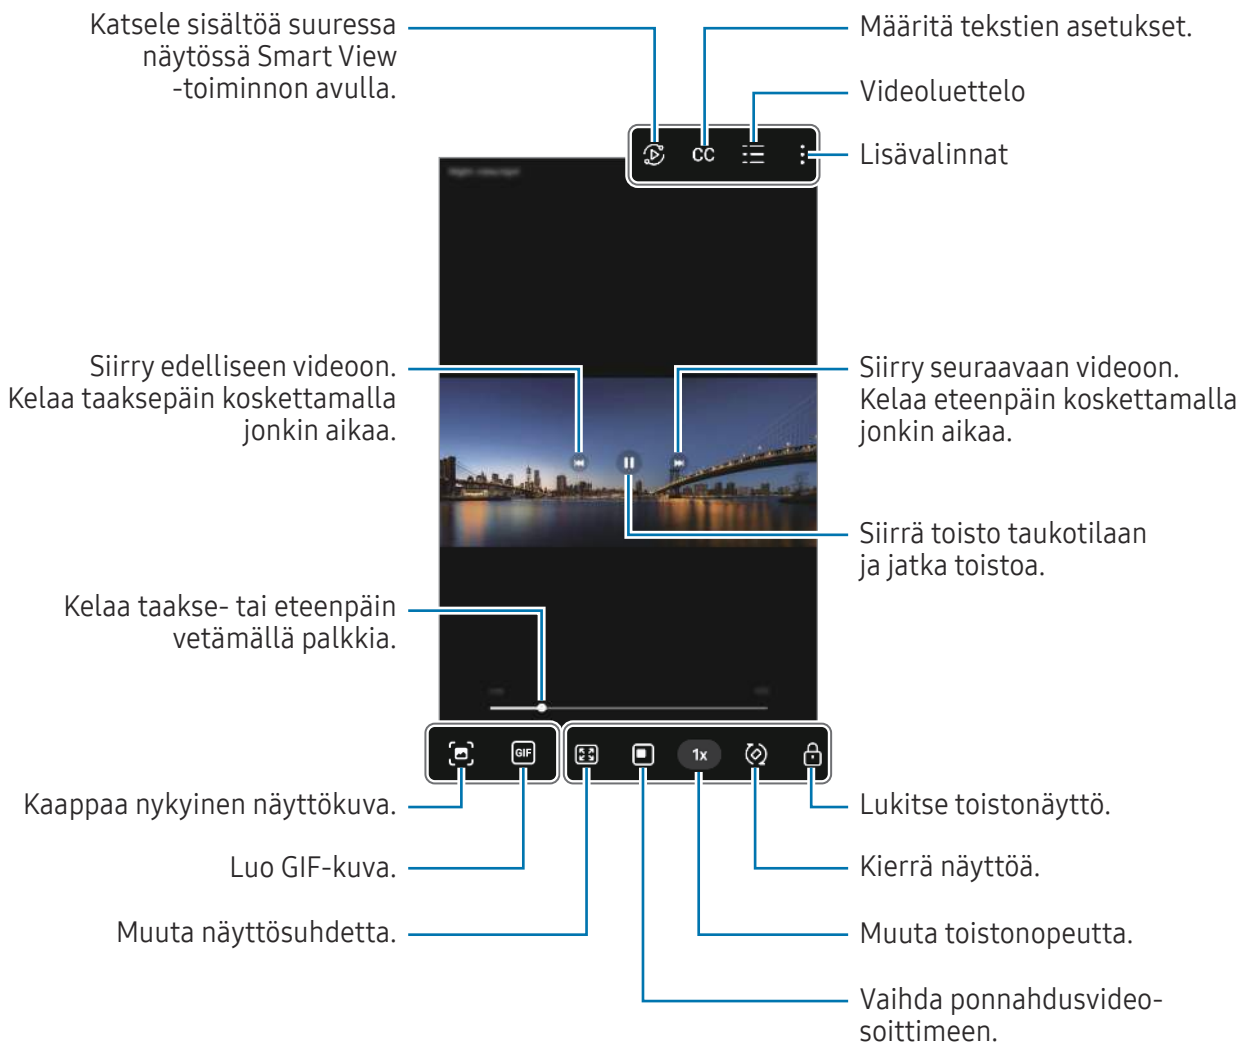 Katsele sisältöä suuressa
näytössä Smart View
-toiminnon avulla.
Määritä tekstien asetukset.
Videoluettelo
Lisävalinnat
CC
Siirry edelliseen videoon.
Kelaa taaksepäin koskettamalla
jonkin aikaa.
Siirry seuraavaan videoon.
Kelaa eteenpäin koskettamalla
jonkin aikaa.
Siirrä toisto taukotilaan
ja jatka toistoa.
Kelaa taakse- tai eteenpäin
vetämällä palkkia.
GIF
1x
Kaappaa nykyinen näyttökuva.
Luo GIF-kuva.
Muuta näyttösuhdetta.
Lukitse toistonäyttö.
Kierrä näyttöä.
Muuta toistonopeutta.
Vaihda ponnahdusvideo-
soittimeen.